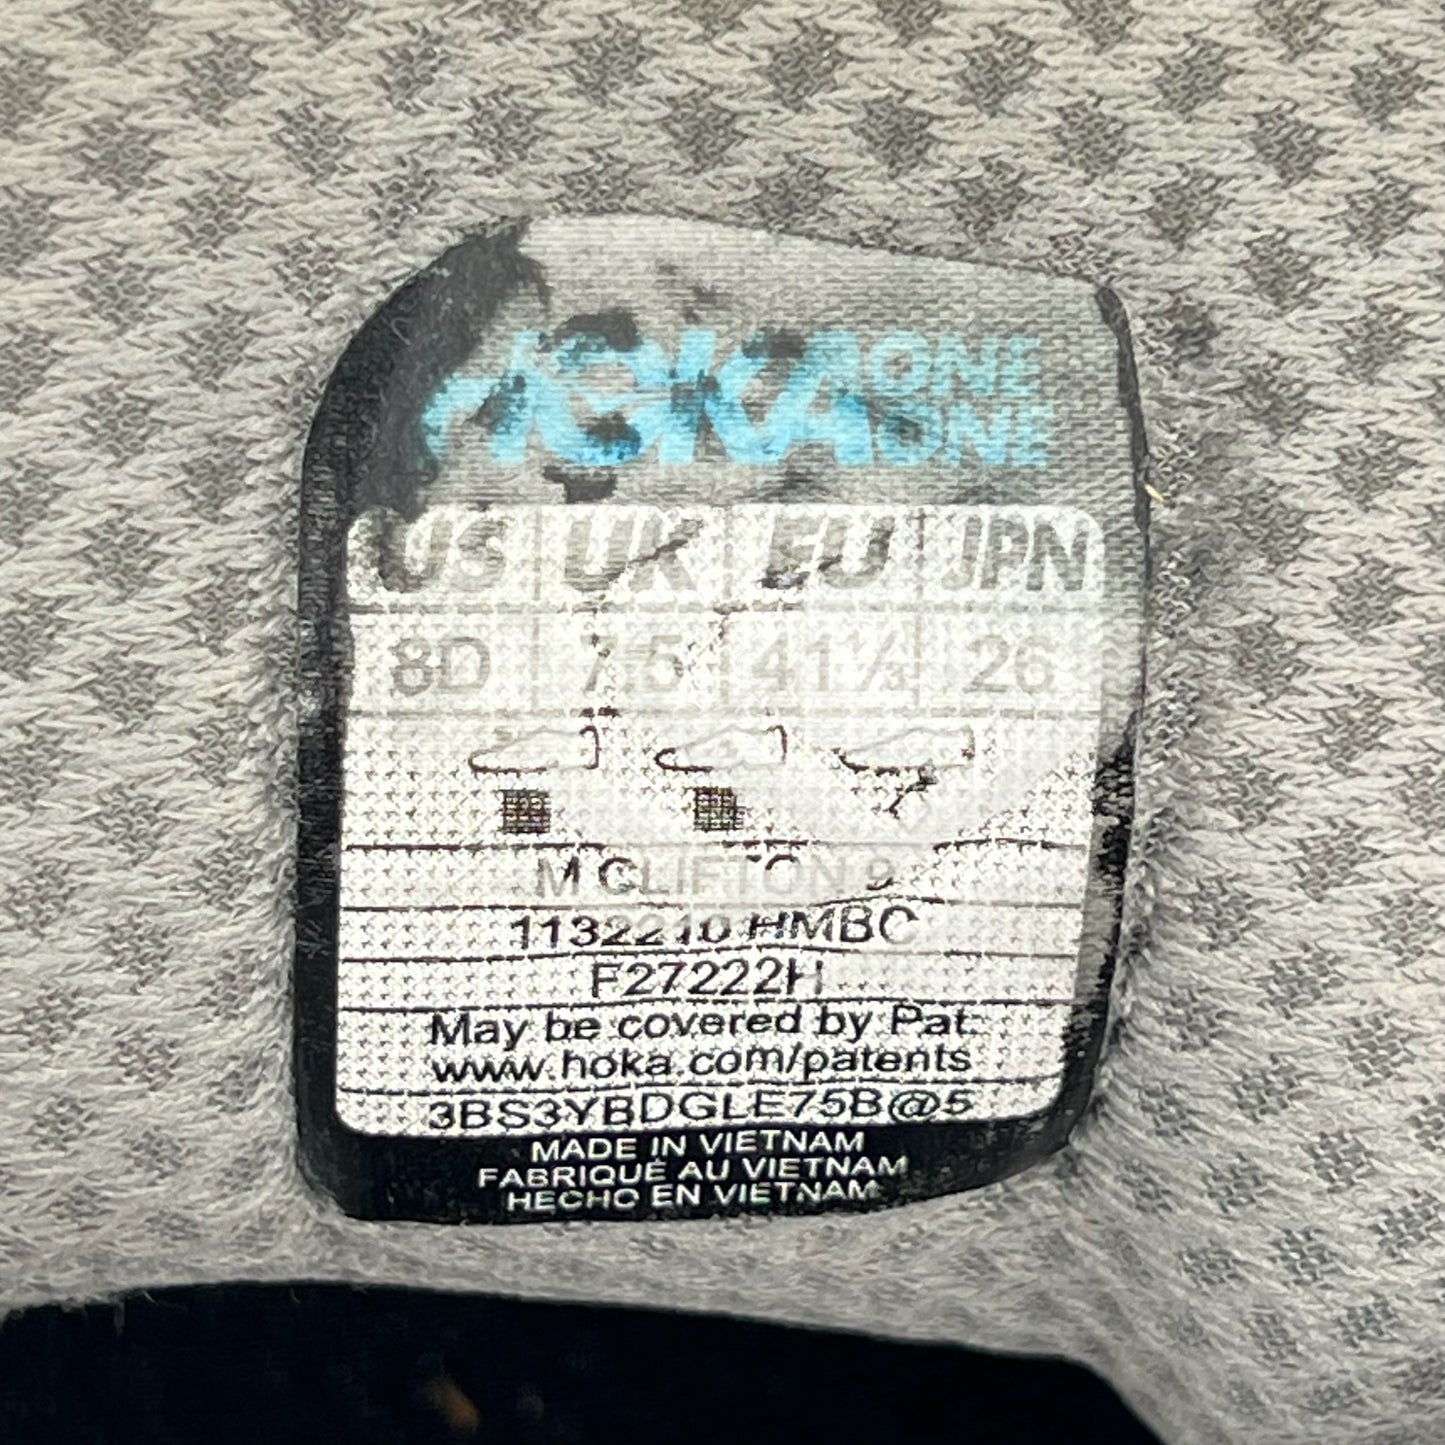 HOKA ONE ONE
US UK EU JPN
8D 7.5 41⅓ 26
M CLIFTON 9
1132210 HMBC
F27222H
May be covered by Pat.
www.hoka.com/patents
3BS3YBDGLE75B@5
MADE IN VIETNAM
FABRIQUÉ AU VIETNAM
HECHO EN VIETNAM